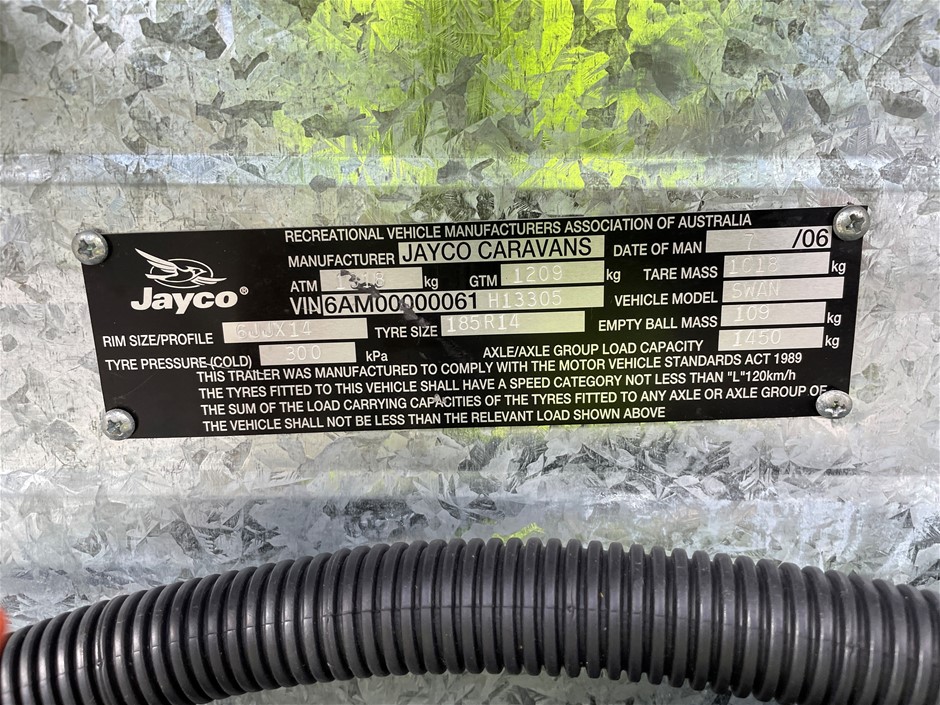 RECREATIONAL VEHICLE MANUFACTURERS ASSOCIATION OF AUSTRALIA
Jayco®
MANUFACTURER JAYCO CARAVANS DATE OF MAN 7 /06
ATM 1318 kg GTM 1209 kg TARE MASS 1018 kg
VIN 6AM00000061 H13305 VEHICLE MODEL SWAN
RIM SIZE/PROFILE 6JJX14 TYRE SIZE 185R14 EMPTY BALL MASS 109 kg
TYRE PRESSURE (COLD) 300 kPa AXLE/AXLE GROUP LOAD CAPACITY 1450 kg
THIS TRAILER WAS MANUFACTURED TO COMPLY WITH THE MOTOR VEHICLE STANDARDS ACT 1989
THE TYRES FITTED TO THIS VEHICLE SHALL HAVE A SPEED CATEGORY NOT LESS THAN "L"120km/h
THE SUM OF THE LOAD CARRYING CAPACITIES OF THE TYRES FITTED TO ANY AXLE OR AXLE GROUP OF
THE VEHICLE SHALL NOT BE LESS THAN THE RELEVANT LOAD SHOWN ABOVE